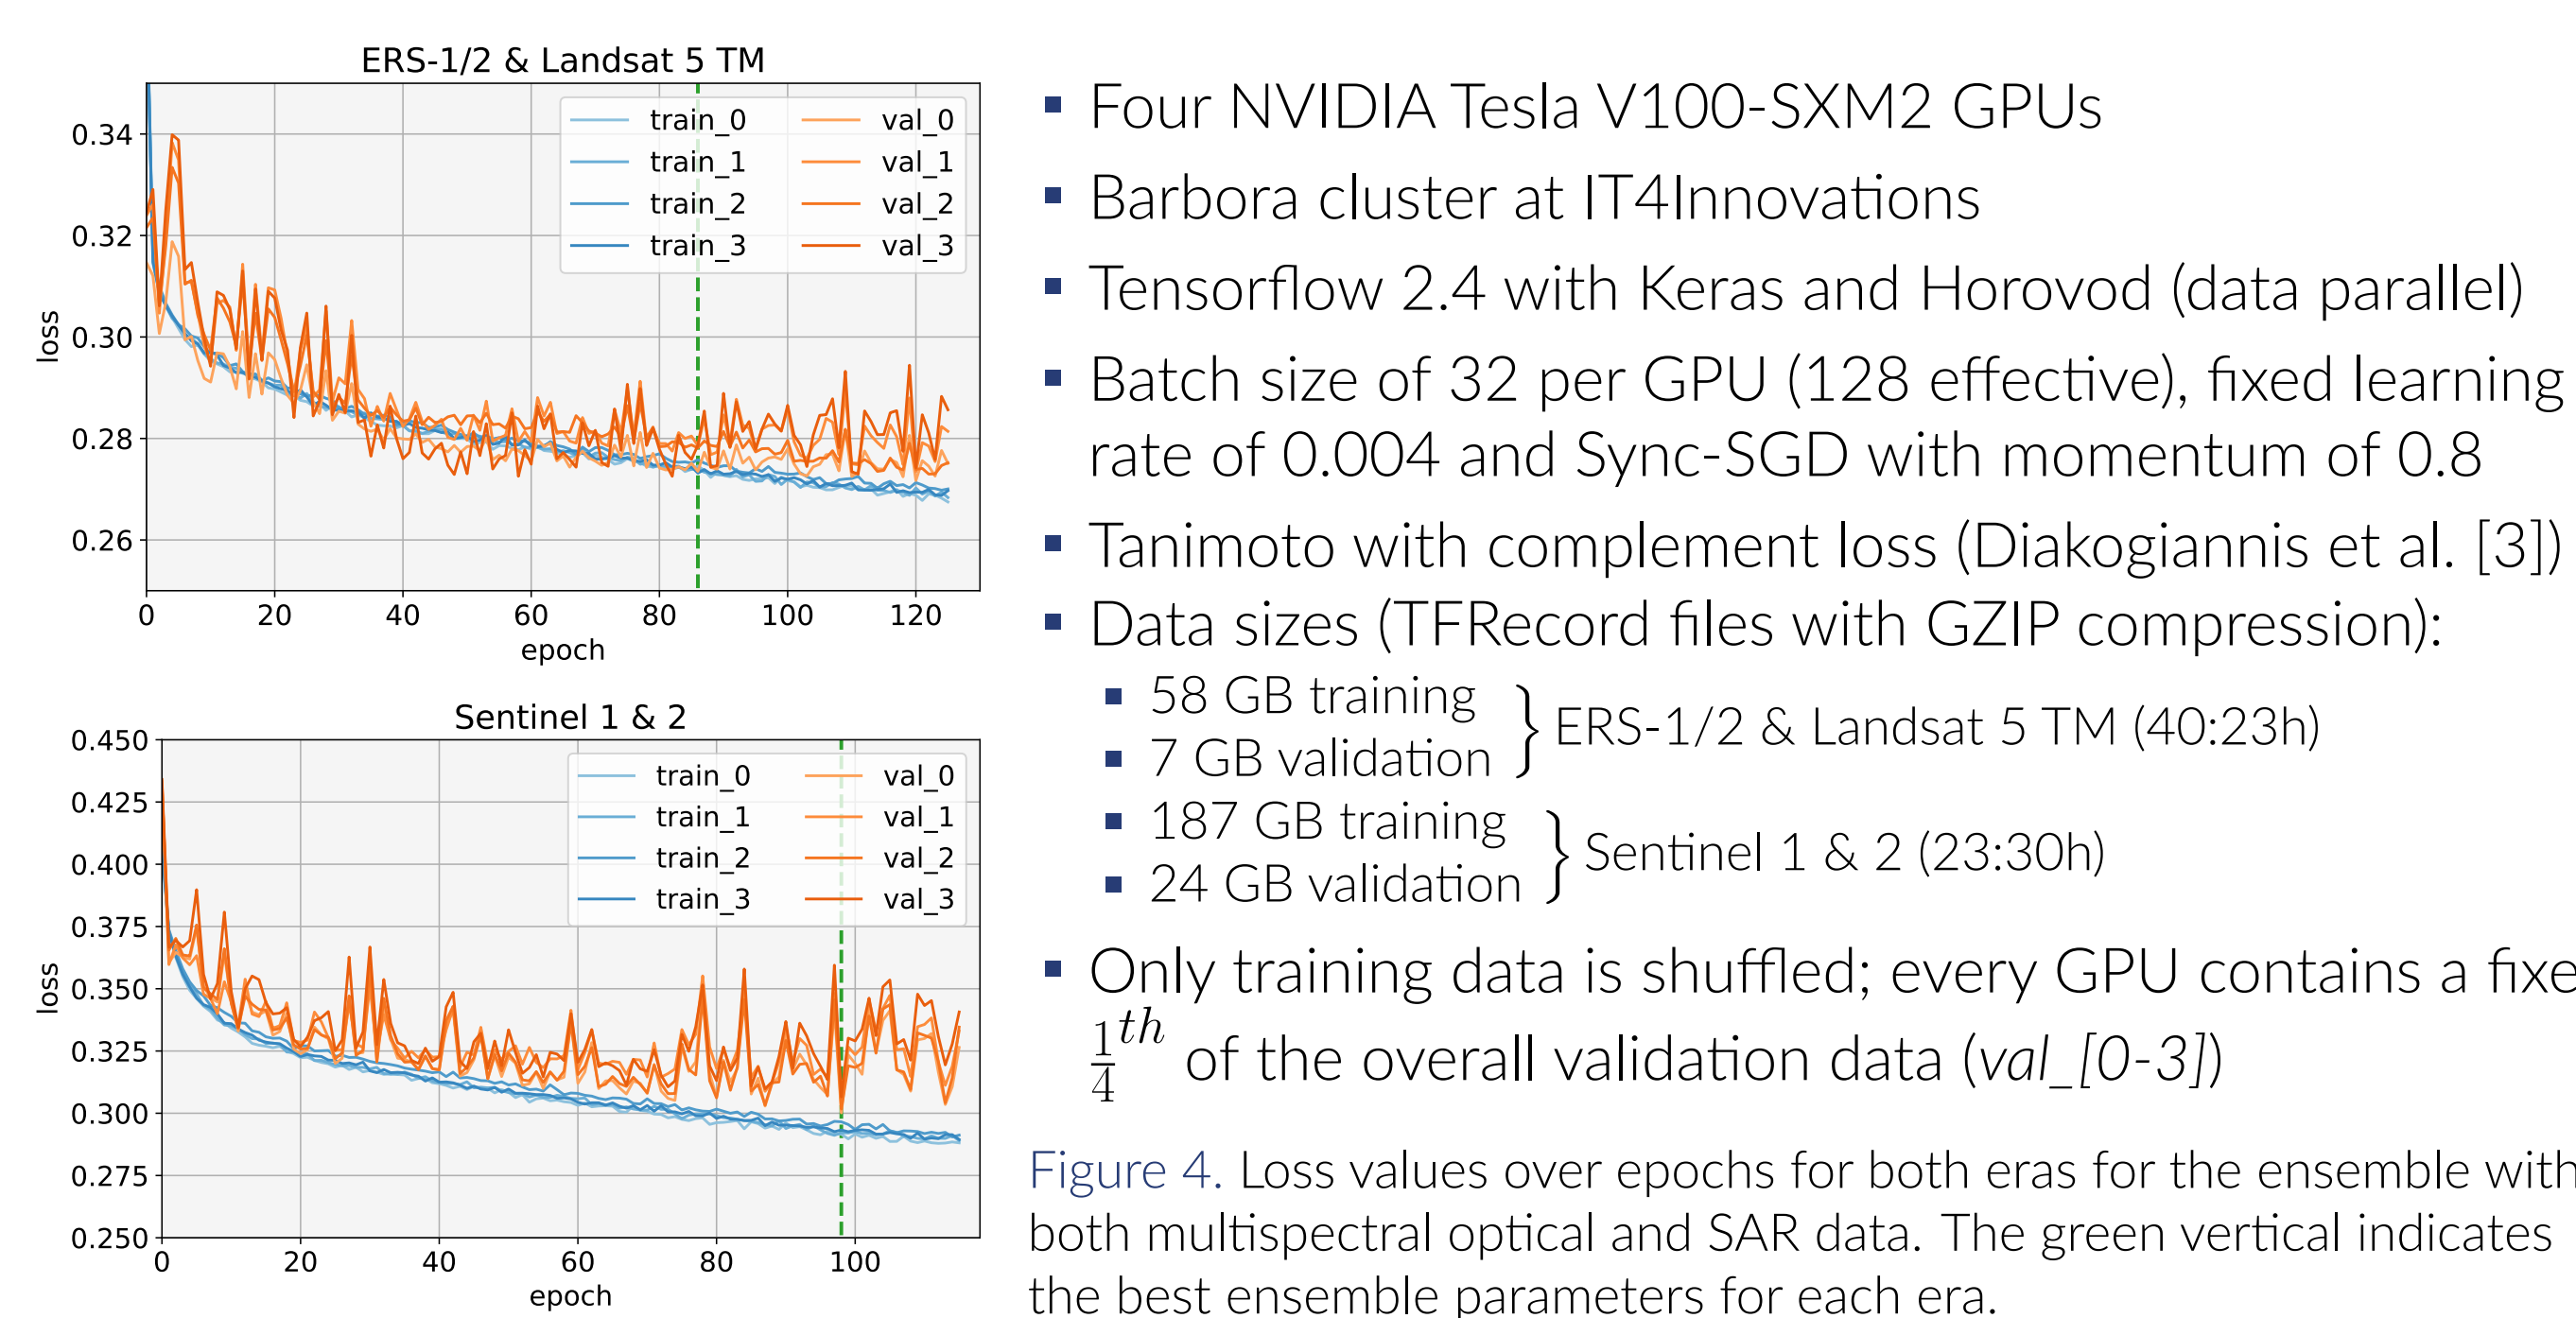 ERS-1/2 & Landsat 5 TM
0.34
0.32
0.30
0.28
0.26
loss
train_0
train_1
train_2
train_3
val_0
val_1
val_2
val_3
0 20 40 60 80 100 120
epoch
Sentinel 1 & 2
0.450
0.425
0.400
0.375
0.350
0.325
0.300
0.275
0.250
loss
train_0
train_1
train_2
train_3
val_0
val_1
val_2
val_3
0 20 40 60 80 100
epoch
▪ Four NVIDIA Tesla V100-SXM2 GPUs
▪ Barbora cluster at IT4Innovations
▪ Tensorflow 2.4 with Keras and Horovod (data parallel)
▪ Batch size of 32 per GPU (128 effective), fixed learning
rate of 0.004 and Sync-SGD with momentum of 0.8
▪ Tanimoto with complement loss (Diakogiannis et al. [3])
▪ Data sizes (TFRecord files with GZIP compression):
▪ 58 GB training
▪ 7 GB validation
} ERS-1/2 & Landsat 5 TM (40:23h)
▪ 187 GB training
▪ 24 GB validation
} Sentinel 1 & 2 (23:30h)
▪ Only training data is shuffled; every GPU contains a fixe
1/4 th of the overall validation data (val_[0-3])
Figure 4. Loss values over epochs for both eras for the ensemble with
both multispectral optical and SAR data. The green vertical indicates
the best ensemble parameters for each era.